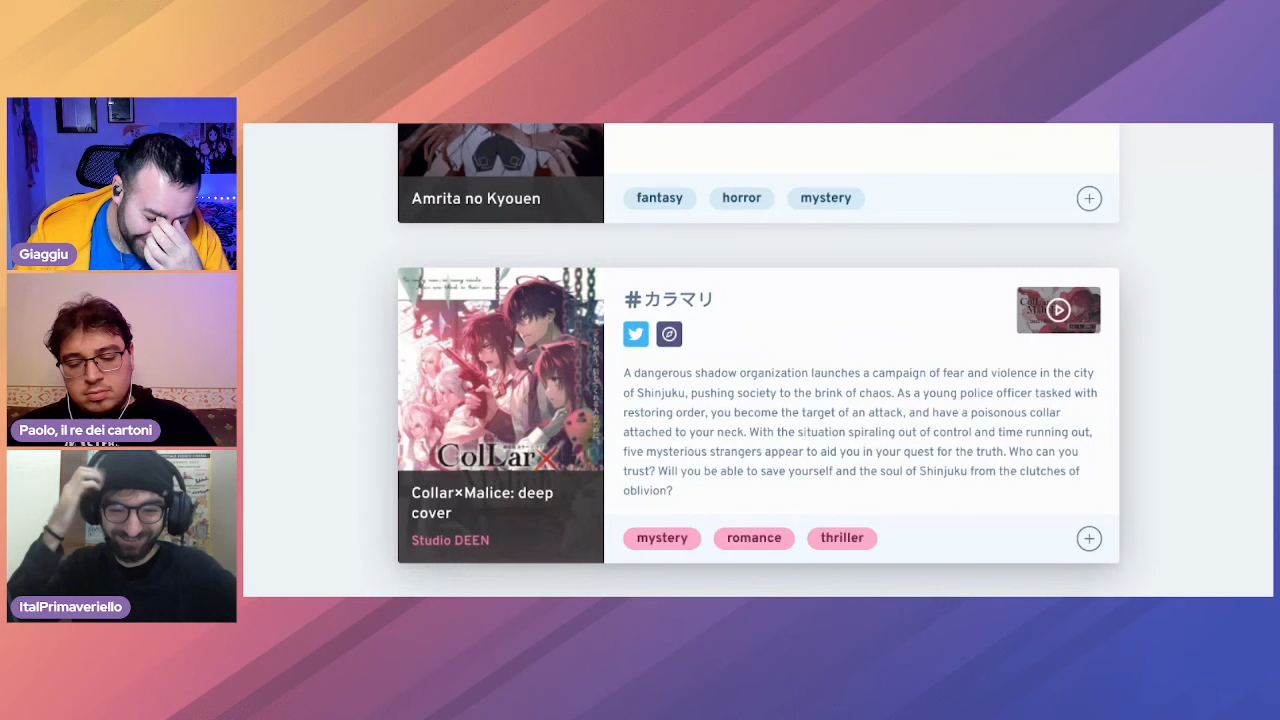 Giaggiu
Paolo, il re dei cartoni
ItalPrimaveriello
Amrita no Kyouen
fantasy
horror
mystery
#カラマリ
A dangerous shadow organization launches a campaign of fear and violence in the city
of Shinjuku, pushing society to the brink of chaos. As a young police officer tasked with
restoring order, you become the target of an attack, and have a poisonous collar
attached to your neck. With the situation spiraling out of control and time running out,
five mysterious strangers appear to aid you in your quest for the truth. Who can you
trust? Will you be able to save yourself and the soul of Shinjuku from the clutches of
oblivion?
Collar×
Collar×Malice: deep
cover
Studio DEEN
mystery
romance
thriller